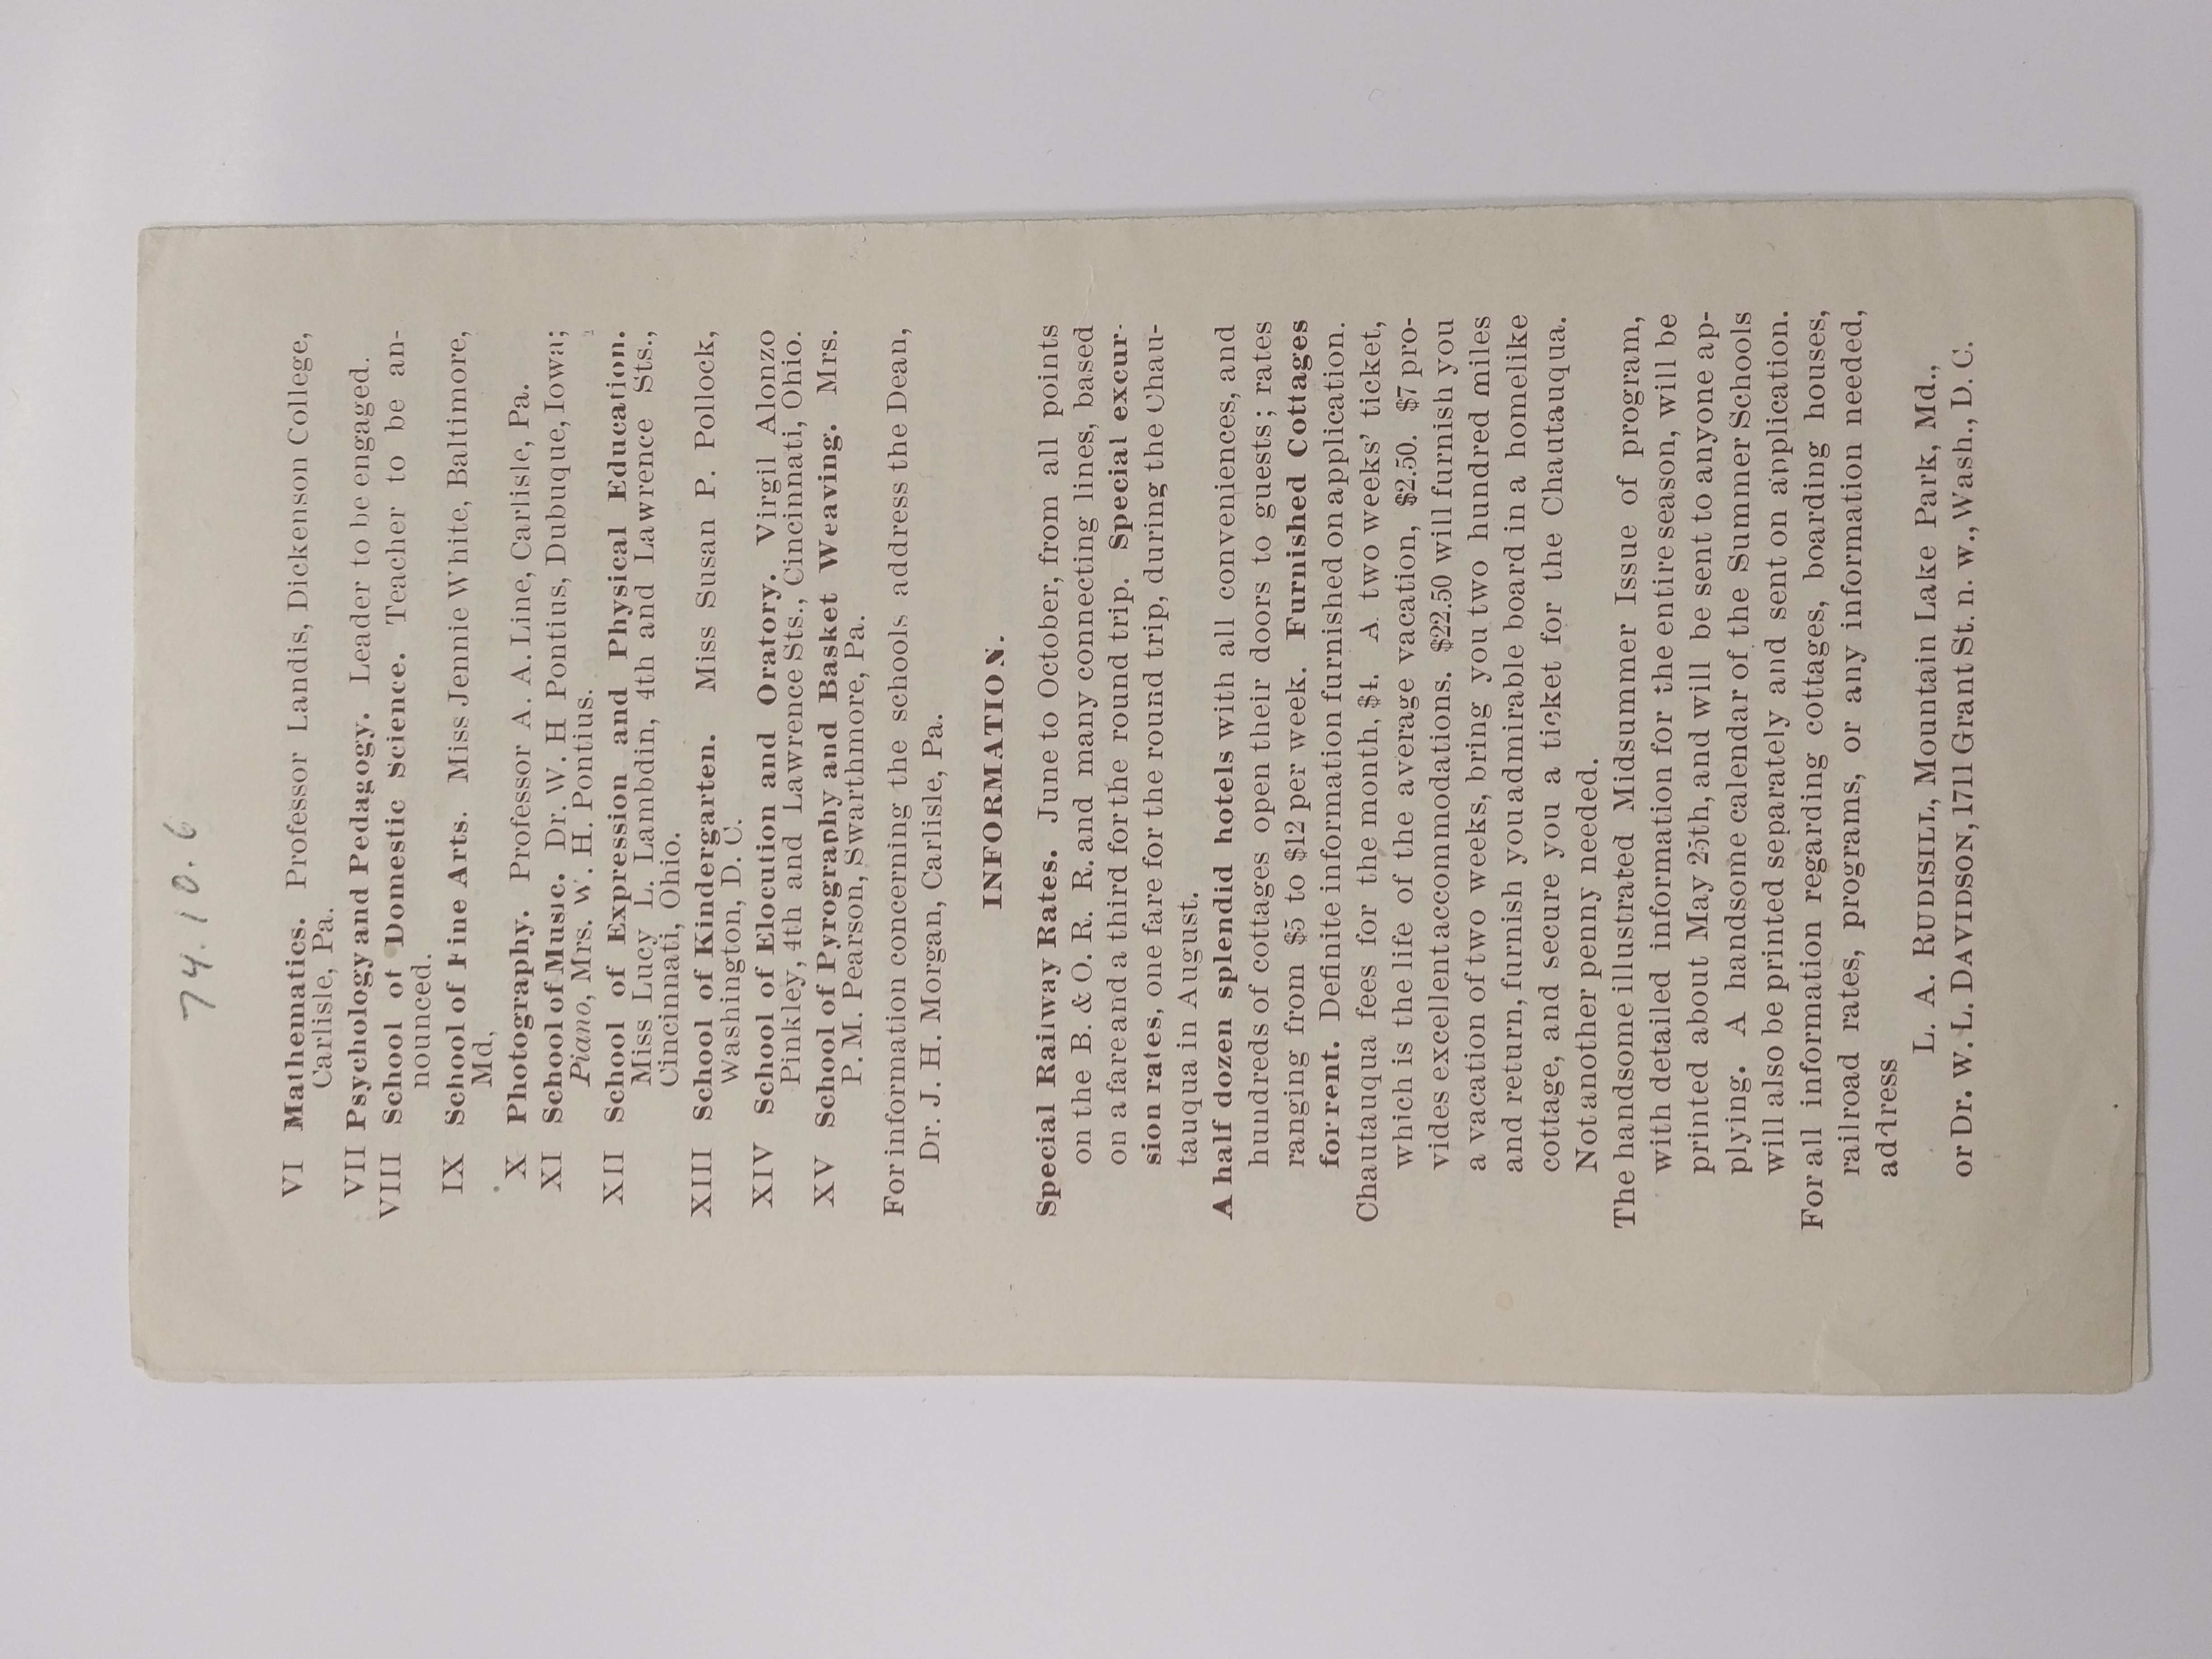 74.10.6
VI Mathematics. Professor Landis, Dickenson College,
Carlisle, Pa.
VII Psychology and Pedagogy. Leader to be engaged.
VIII School of Domestic Science. Teacher to be an-
nounced.
IX School of Fine Arts. Miss Jennie White, Baltimore,
Md,
X Photography. Professor A. A. Line, Carlisle, Pa.
XI School of Music. Dr. W. H Pontius, Dubuque, Iowa;
Piano, Mrs. W. H. Pontius.
XII School of Expression and Physical Education.
Miss Lucy L. Lambdin, 4th and Lawrence Sts.,
Cincinnati, Ohio.
XIII School of Kindergarten. Miss Susan P. Pollock,
Washington, D. C.
XIV School of Elocution and Oratory. Virgil Alonzo
Pinkley, 4th and Lawrence Sts., Cincinnati, Ohio.
XV School of Pyrography and Basket Weaving. Mrs.
P. M. Pearson, Swarthmore, Pa.
For information concerning the schools address the Dean,
Dr. J. H. Morgan, Carlisle, Pa.
INFORMATION.
Special Railway Rates. June to October, from all points
on the B. & O. R. R. and many connecting lines, based
on a fare and a third for the round trip. Special excur-
sion rates, one fare for the round trip, during the Chau-
tauqua in August.
A half dozen splendid hotels with all conveniences, and
hundreds of cottages open their doors to guests; rates
ranging from $5 to $12 per week. Furnished Cottages
for rent. Definite information furnished on application.
Chautauqua fees for the month, $4. A two weeks' ticket,
which is the life of the average vacation, $2.50. $7 pro-
vides excellent accommodations. $22.50 will furnish you
a vacation of two weeks, bring you two hundred miles
and return, furnish you admirable board in a homelike
cottage, and secure you a ticket for the Chautauqua.
Not another penny needed.
The handsome illustrated Midsummer Issue of program,
with detailed information for the entire season, will be
printed about May 25th, and will be sent to anyone ap-
plying. A handsome calendar of the Summer Schools
will also be printed separately and sent on application.
For all information regarding cottages, boarding houses,
railroad rates, programs, or any information needed,
address
L. A. RUDISILL, Mountain Lake Park, Md.,
or Dr. W. L. DAVIDSON, 1711 Grant St. n. w., Wash., D. C.